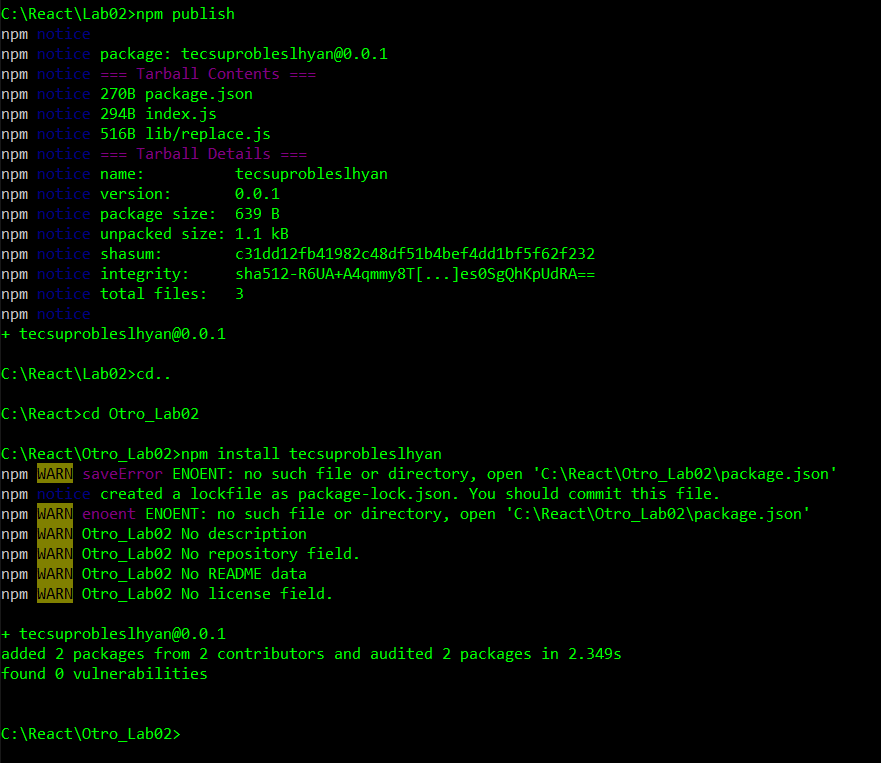 C:\React\Lab02>npm publish
npm notice
npm notice package: tecsuprobleslhyan@0.0.1
npm notice === Tarball Contents ===
npm notice 270B package.json
npm notice 294B index.js
npm notice 516B lib/replace.js
npm notice === Tarball Details ===
npm notice name:          tecsuprobleslhyan
npm notice version:       0.0.1
npm notice package size:  639 B
npm notice unpacked size: 1.1 kB
npm notice shasum:        c31dd12fb41982c48df51b4bef4dd1bf5f62f232
npm notice integrity:     sha512-R6UA+A4qmmy8T[...]es0SgQhKpUdRA==
npm notice total files:   3
npm notice
+ tecsuprobleslhyan@0.0.1
C:\React\Lab02>cd..
C:\React>cd Otro_Lab02
C:\React\Otro_Lab02>npm install tecsuprobleslhyan
npm WARN saveError ENOENT: no such file or directory, open 'C:\React\Otro_Lab02\package.json'
npm notice created a lockfile as package-lock.json. You should commit this file.
npm WARN enoent ENOENT: no such file or directory, open 'C:\React\Otro_Lab02\package.json'
npm WARN Otro_Lab02 No description
npm WARN Otro_Lab02 No repository field.
npm WARN Otro_Lab02 No README data
npm WARN Otro_Lab02 No license field.
+ tecsuprobleslhyan@0.0.1
added 2 packages from 2 contributors and audited 2 packages in 2.349s
found 0 vulnerabilities
C:\React\Otro_Lab02>